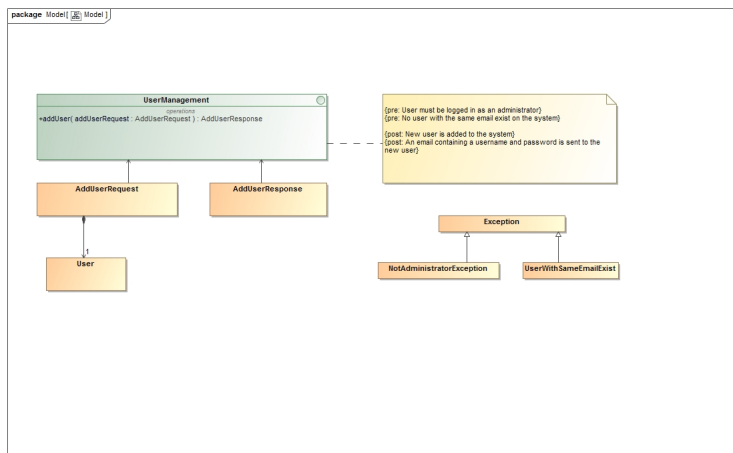 package Model[ Model ]
UserManagement
operations
+addUser( addUserRequest : AddUserRequest ) : AddUserResponse
{pre: User must be logged in as an administrator}
{pre: No user with the same email exist on the system}
{post: New user is added to the system}
{post: An email containing a username and password is sent to the
new user}
AddUserRequest
AddUserResponse
Exception
1
User
NotAdministratorException
UserWithSameEmailExist